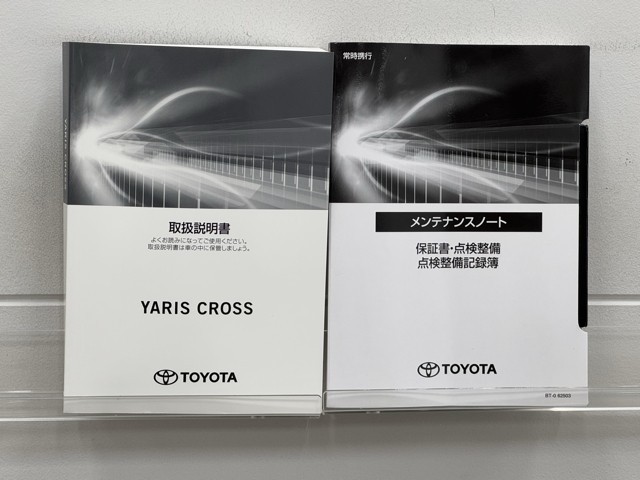 YARIS CROSS
取扱説明書
よくお読みになってご使用ください。
取扱説明書は車の中に保管しましょう。
YARIS CROSS
TOYOTA
常時携行
メンテナンスノート
保証書・点検整備
点検整備記録簿
TOYOTA